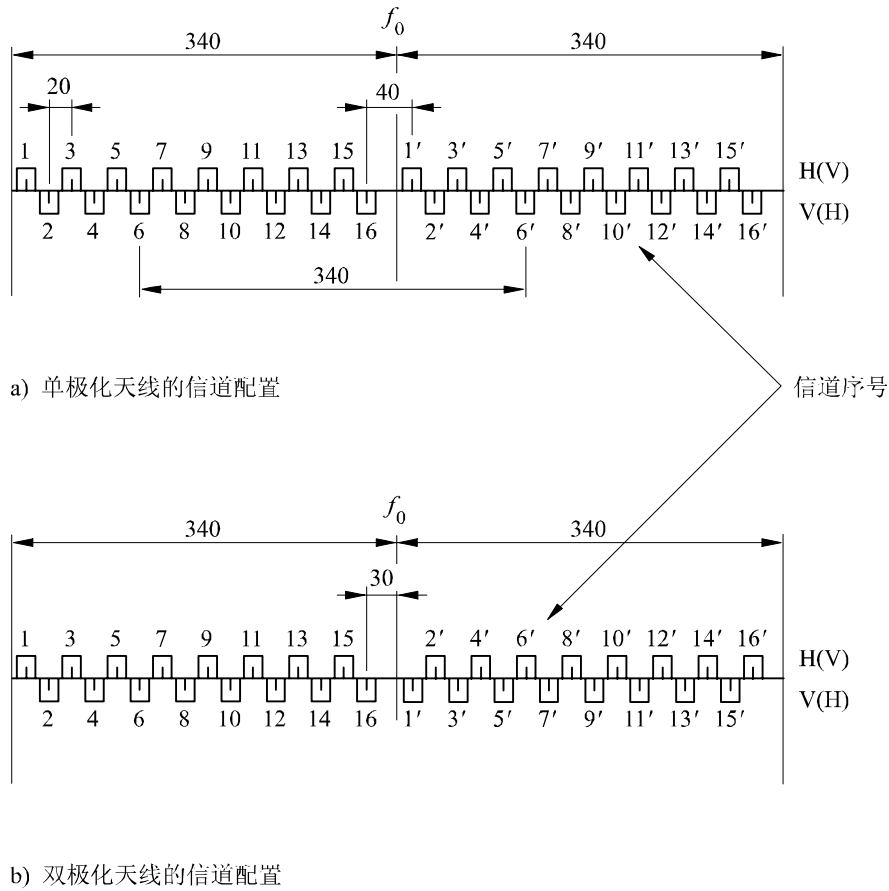 f0
340 340
20 40
1 3 5 7 9 11 13 15 1′ 3′ 5′ 7′ 9′ 11′ 13′ 15′
H(V)
V(H)
2 4 6 8 10 12 14 16 2′ 4′ 6′ 8′ 10′ 12′ 14′ 16′
340
a) 单极化天线的信道配置
信道序号
f0
340 340
30
1 3 5 7 9 11 13 15 2′ 4′ 6′ 8′ 10′ 12′ 14′ 16′
H(V)
V(H)
2 4 6 8 10 12 14 16 1′ 3′ 5′ 7′ 9′ 11′ 13′ 15′
b) 双极化天线的信道配置